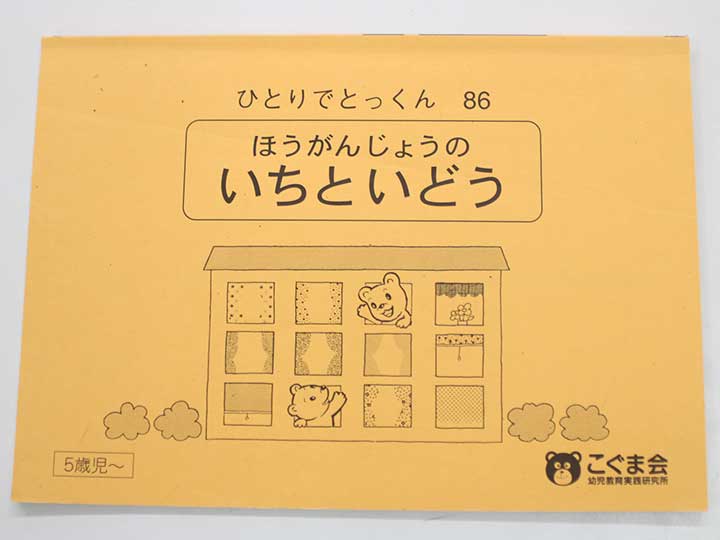 ひとりでとっくん 86
ほうがんじょうの
いちといどう
5歳児～
こぐま会
幼児教育実践研究所